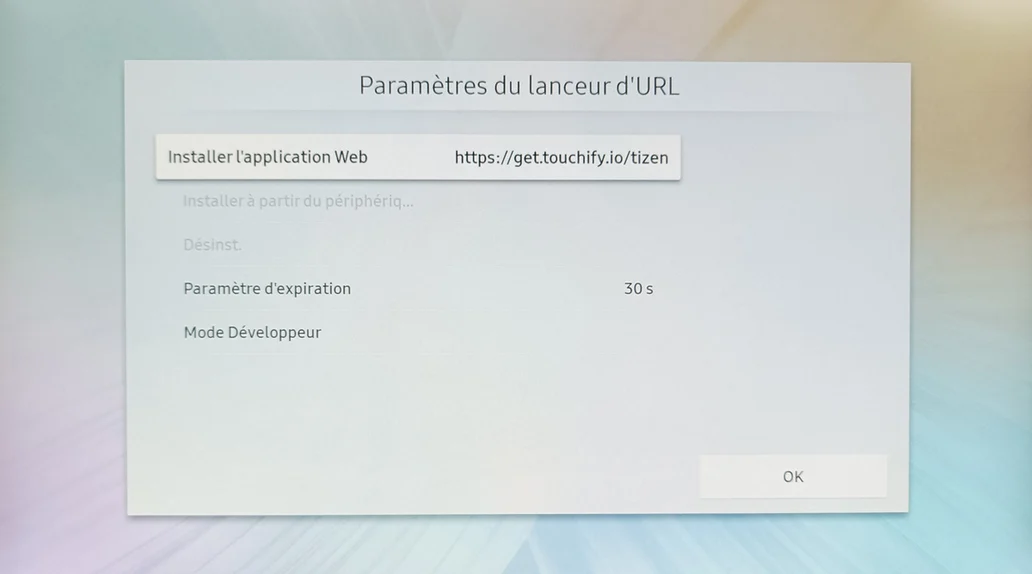 Paramètres du lanceur d'URL
Installer l'application Web https://get.touchify.io/tizen
Installer à partir du périphériq...
Désinst.
Paramètre d'expiration 30 s
Mode Développeur
OK